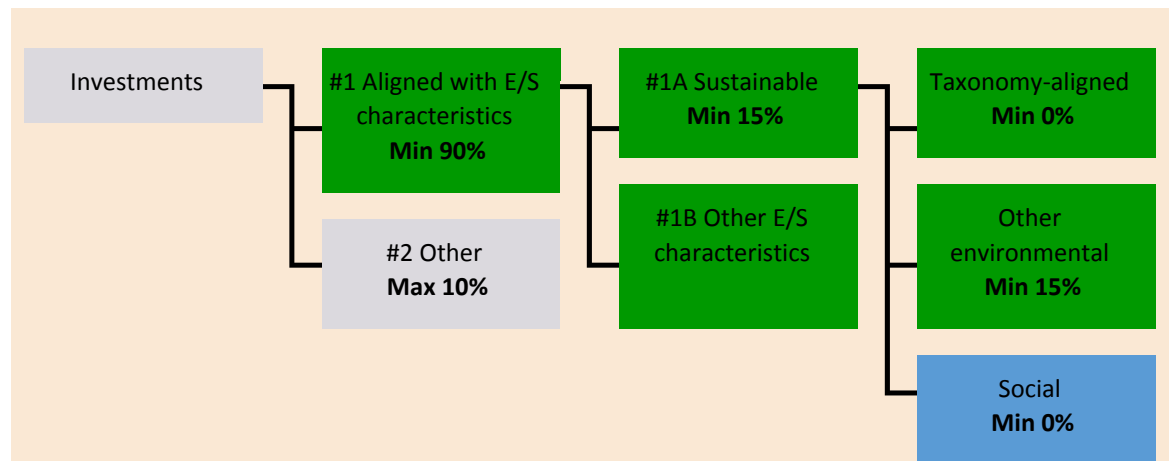 Investments
#1 Aligned with E/S
characteristics
Min 90%
#2 Other
Max 10%
#1A Sustainable
Min 15%
#1B Other E/S
characteristics
Taxonomy-aligned
Min 0%
Other
environmental
Min 15%
Social
Min 0%